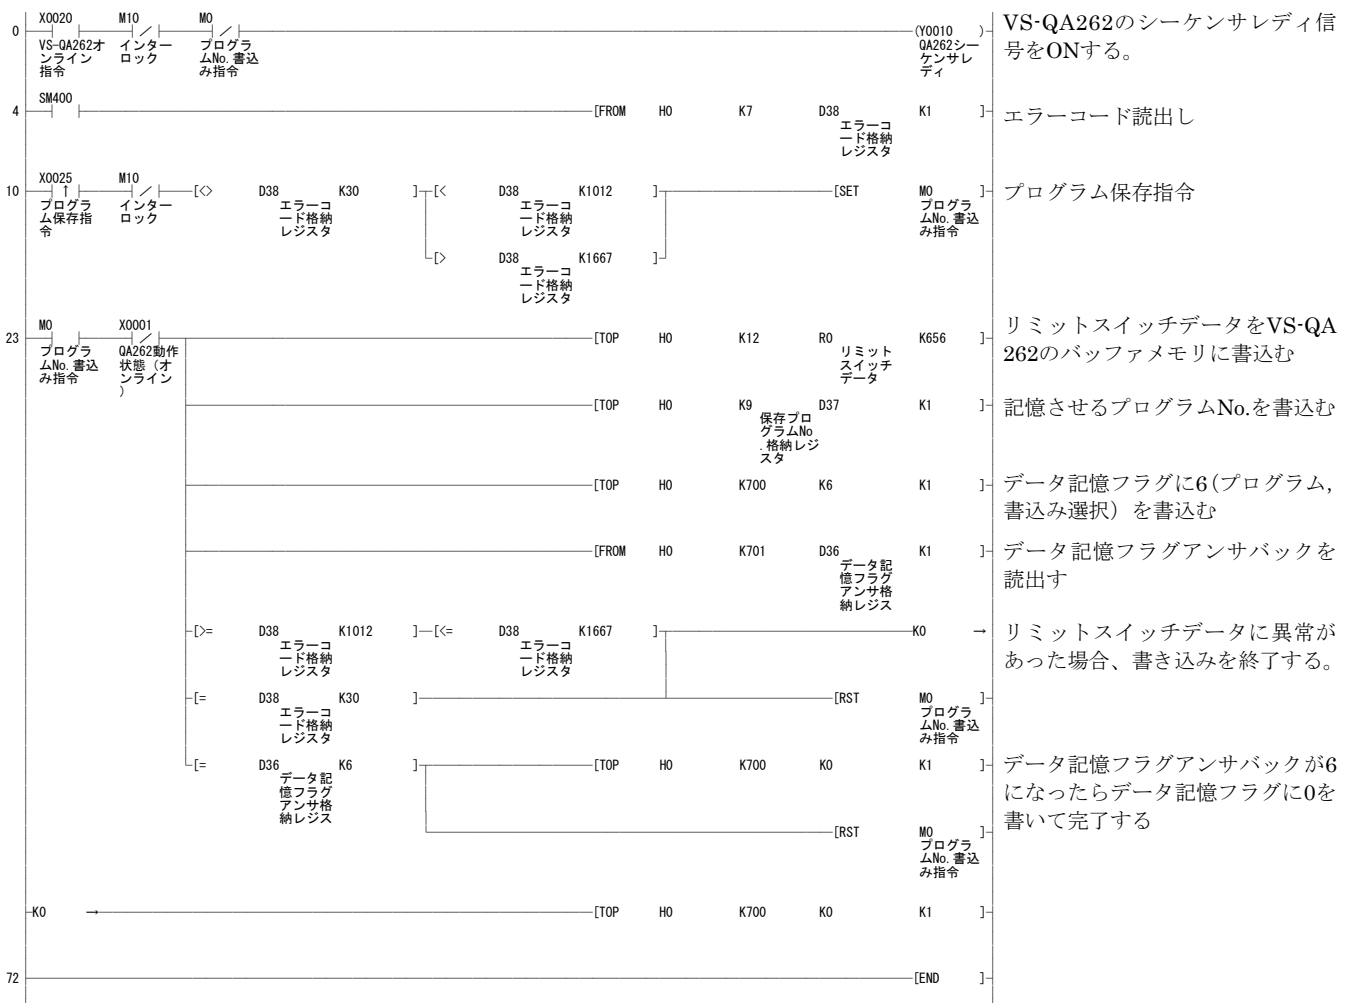 X0020 M10 M0
0 (Y0010 )
VS-QA262オ インター プログラ QA262シー
ンライン ロック ムNo.書込 ケンサレ
指令 み指令 ディ
VS-QA262のシーケンサレディ信
号をONする。
SM400
4 [FROM H0 K7 D38 K1 ]
エラーコ
ード格納
レジスタ
エラーコード読出し
X0025 M10
10 ↑ [<> D38 K30 ] [< D38 K1012 ] [SET M0 ]
プログラ インター エラーコ エラーコ プログラ
ム保存指 ロック ード格納 ード格納 ムNo.書込
令 レジスタ レジスタ み指令
プログラム保存指令
[> D38 K1667 ]
エラーコ
ード格納
レジスタ
M0 X0001
23 [TOP H0 K12 R0 K656 ]
プログラ QA262動作 リミット
ムNo.書込 状態（オ スイッチ
み指令 ンライン データ
）
リミットスイッチデータをVS-QA
262のバッファメモリに書込む
[TOP H0 K9 D37 K1 ]
保存プロ
グラムNo
.格納レジ
スタ
記憶させるプログラムNo.を書込む
[TOP H0 K700 K6 K1 ]
データ記憶フラグに6(プログラム,
書込み選択）を書込む
[FROM H0 K701 D36 K1 ]
データ記
憶フラグ
アンサ格
納レジス
データ記憶フラグアンサバックを
読出す
[>= D38 K1012 ] [<= D38 K1667 ] K0 →
エラーコ エラーコ
ード格納 ード格納
レジスタ レジスタ
リミットスイッチデータに異常が
あった場合、書き込みを終了する。
[= D38 K30 ] [RST M0 ]
エラーコ プログラ
ード格納 ムNo.書込
レジスタ み指令
[= D36 K6 ] [TOP H0 K700 K0 K1 ]
データ記
憶フラグ
アンサ格
納レジス
データ記憶フラグアンサバックが6
になったらデータ記憶フラグに0を
書いて完了する
[RST M0 ]
プログラ
ムNo.書込
み指令
K0 → [TOP H0 K700 K0 K1 ]
72 [END ]